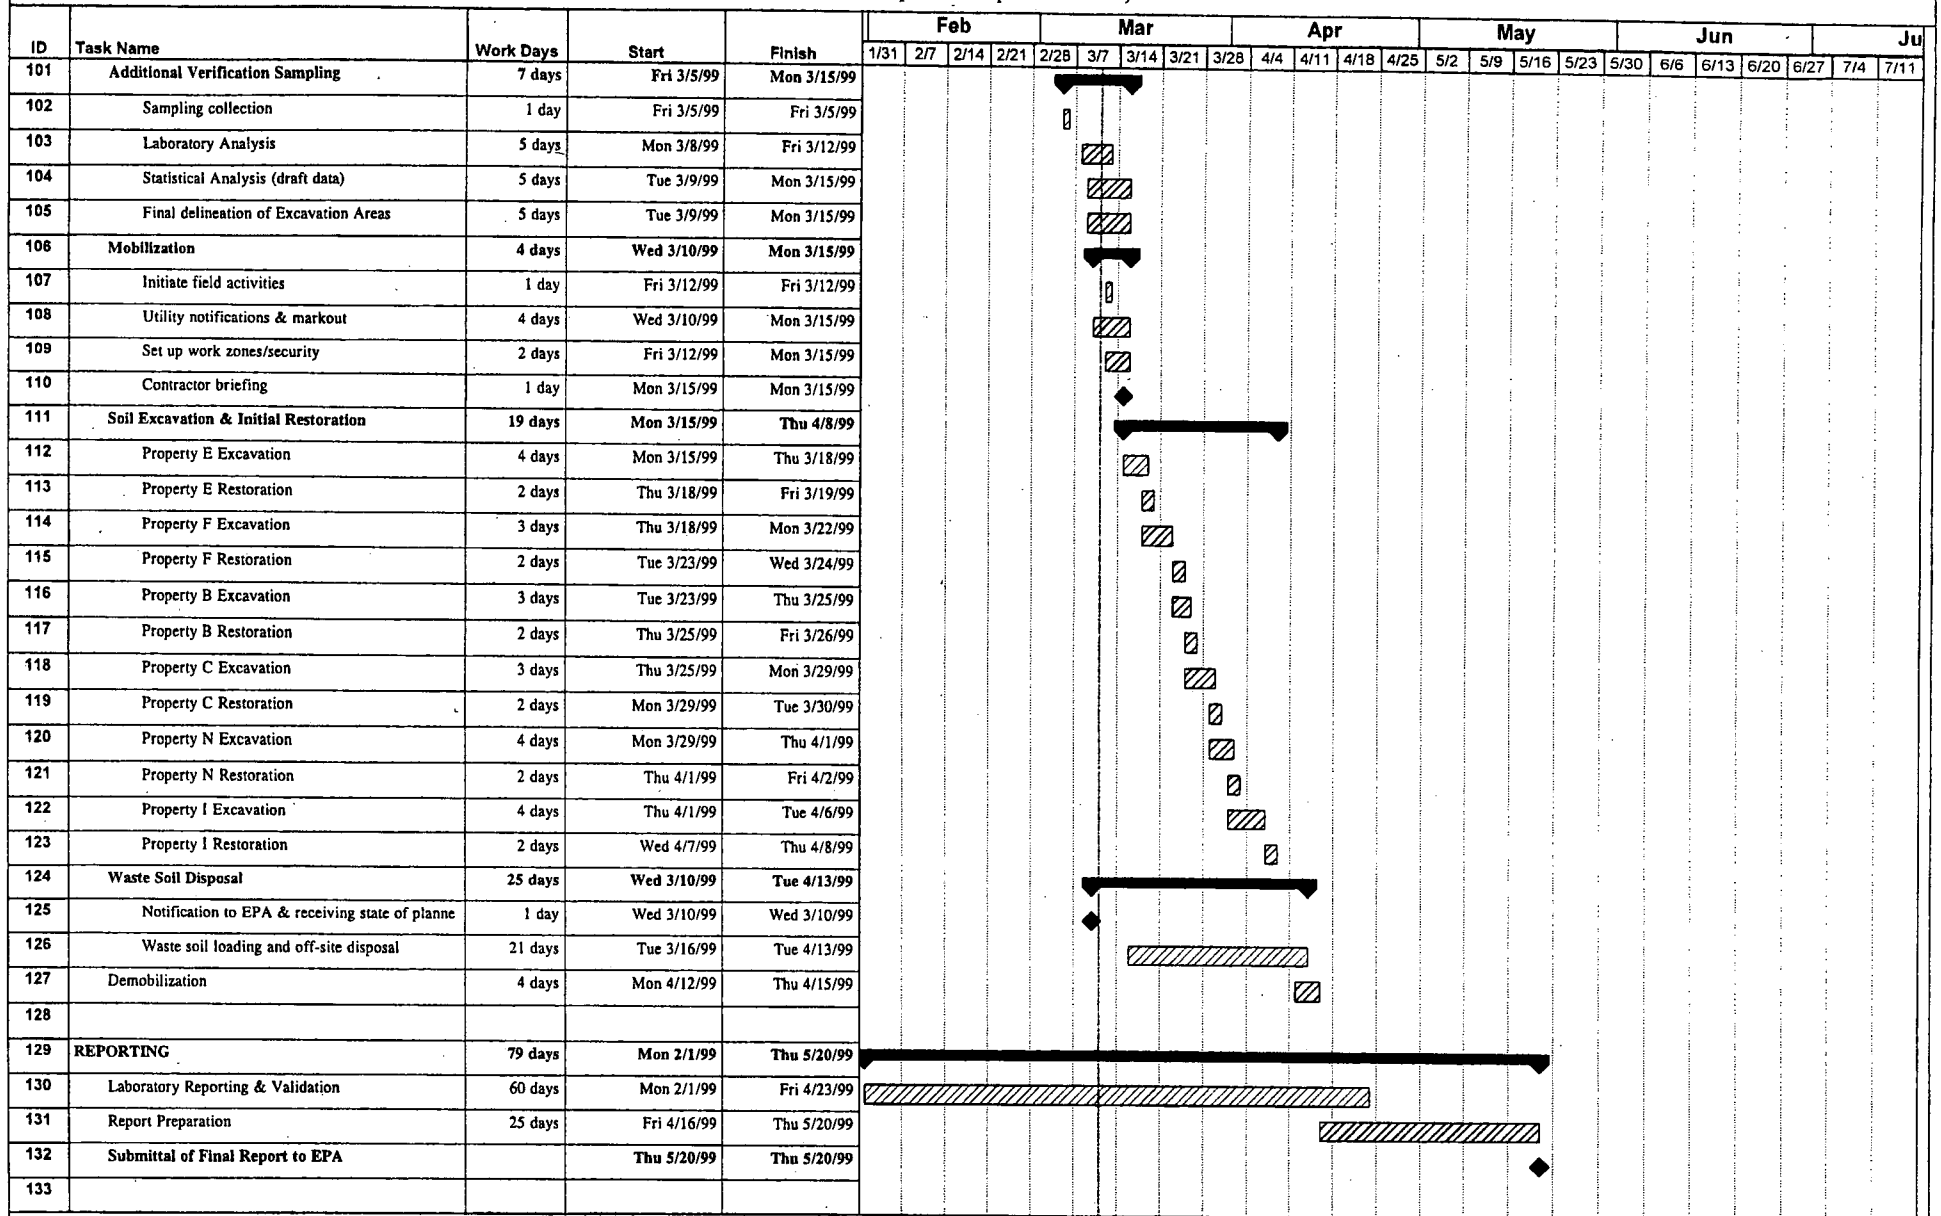 Feb Mar Apr May Jun Ju
ID Task Name Work Days Start Finish 1/31 2/7 2/14 2/21 2/28 3/7 3/14 3/21 3/28 4/4 4/11 4/18 4/25 5/2 5/9 5/16 5/23 5/30 6/6 6/13 6/20 6/27 7/4 7/11
101 Additional Verification Sampling 7 days Fri 3/5/99 Mon 3/15/99
102 Sampling collection 1 day Fri 3/5/99 Fri 3/5/99
103 Laboratory Analysis 5 days Mon 3/8/99 Fri 3/12/99
104 Statistical Analysis (draft data) 5 days Tue 3/9/99 Mon 3/15/99
105 Final delineation of Excavation Areas 5 days Tue 3/9/99 Mon 3/15/99
106 Mobilization 4 days Wed 3/10/99 Mon 3/15/99
107 Initiate field activities 1 day Fri 3/12/99 Fri 3/12/99
108 Utility notifications & markout 4 days Wed 3/10/99 Mon 3/15/99
109 Set up work zones/security 2 days Fri 3/12/99 Mon 3/15/99
110 Contractor briefing 1 day Mon 3/15/99 Mon 3/15/99
111 Soil Excavation & Initial Restoration 19 days Mon 3/15/99 Thu 4/8/99
112 Property E Excavation 4 days Mon 3/15/99 Thu 3/18/99
113 Property E Restoration 2 days Thu 3/18/99 Fri 3/19/99
114 Property F Excavation 3 days Thu 3/18/99 Mon 3/22/99
115 Property F Restoration 2 days Tue 3/23/99 Wed 3/24/99
116 Property B Excavation 3 days Tue 3/23/99 Thu 3/25/99
117 Property B Restoration 2 days Thu 3/25/99 Fri 3/26/99
118 Property C Excavation 3 days Thu 3/25/99 Mon 3/29/99
119 Property C Restoration 2 days Mon 3/29/99 Tue 3/30/99
120 Property N Excavation 4 days Mon 3/29/99 Thu 4/1/99
121 Property N Restoration 2 days Thu 4/1/99 Fri 4/2/99
122 Property I Excavation 4 days Thu 4/1/99 Tue 4/6/99
123 Property I Restoration 2 days Wed 4/7/99 Thu 4/8/99
124 Waste Soil Disposal 25 days Wed 3/10/99 Tue 4/13/99
125 Notification to EPA & receiving state of planne 1 day Wed 3/10/99 Wed 3/10/99
126 Waste soil loading and off-site disposal 21 days Tue 3/16/99 Tue 4/13/99
127 Demobilization 4 days Mon 4/12/99 Thu 4/15/99
128
129 REPORTING 79 days Mon 2/1/99 Thu 5/20/99
130 Laboratory Reporting & Validation 60 days Mon 2/1/99 Fri 4/23/99
131 Report Preparation 25 days Fri 4/16/99 Thu 5/20/99
132 Submittal of Final Report to EPA Thu 5/20/99 Thu 5/20/99
133